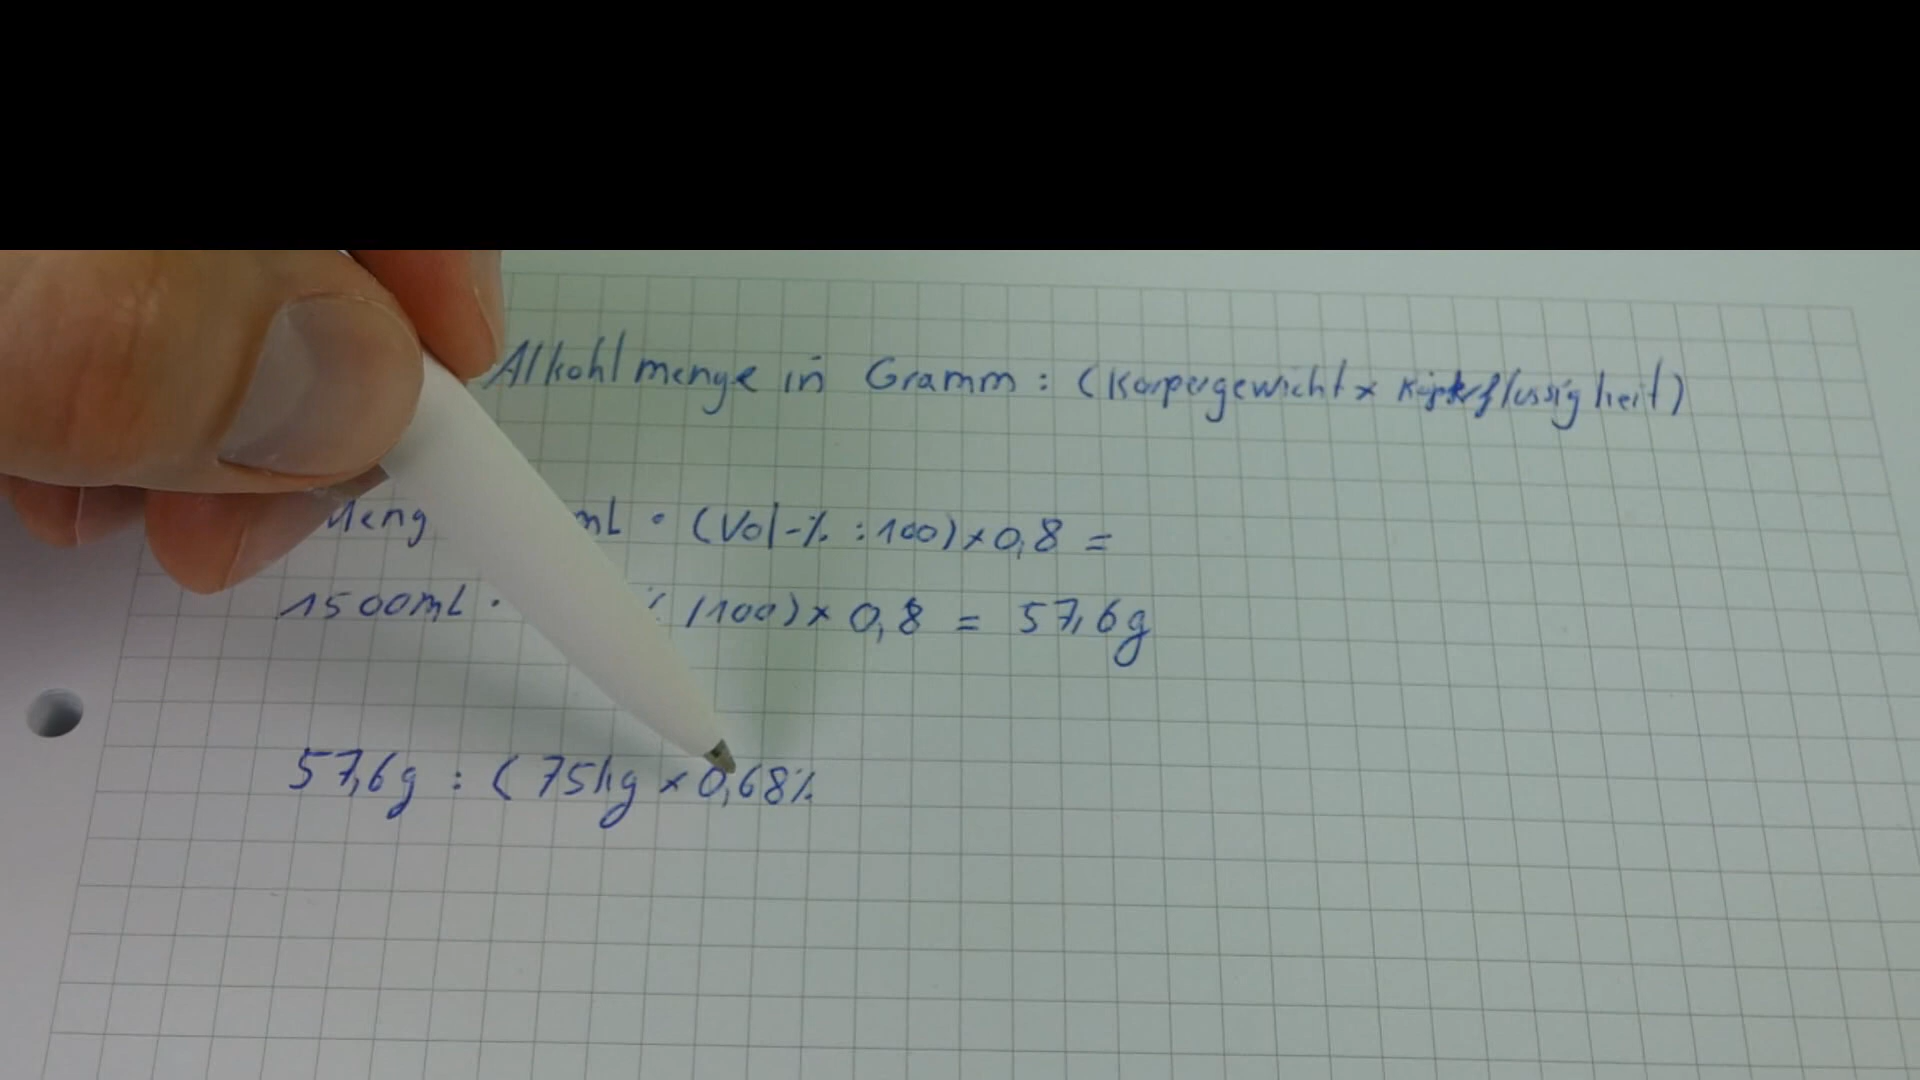 Alkohlmenge in Gramm : (Körpergewicht x Körperflüssigkeit)
Meng mL · (Vol-% : 100) x 0,8 =
1500mL · % /100) x 0,8 = 57,6g
57,6g : (75kg x 0,68%